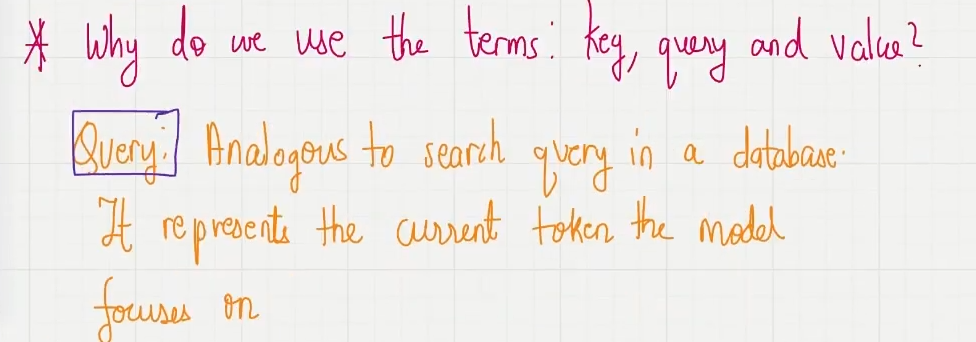 * Why do we use the terms: key, query and value?
Query: Analogous to search query in a database.
It represents the current token the model
focuses on